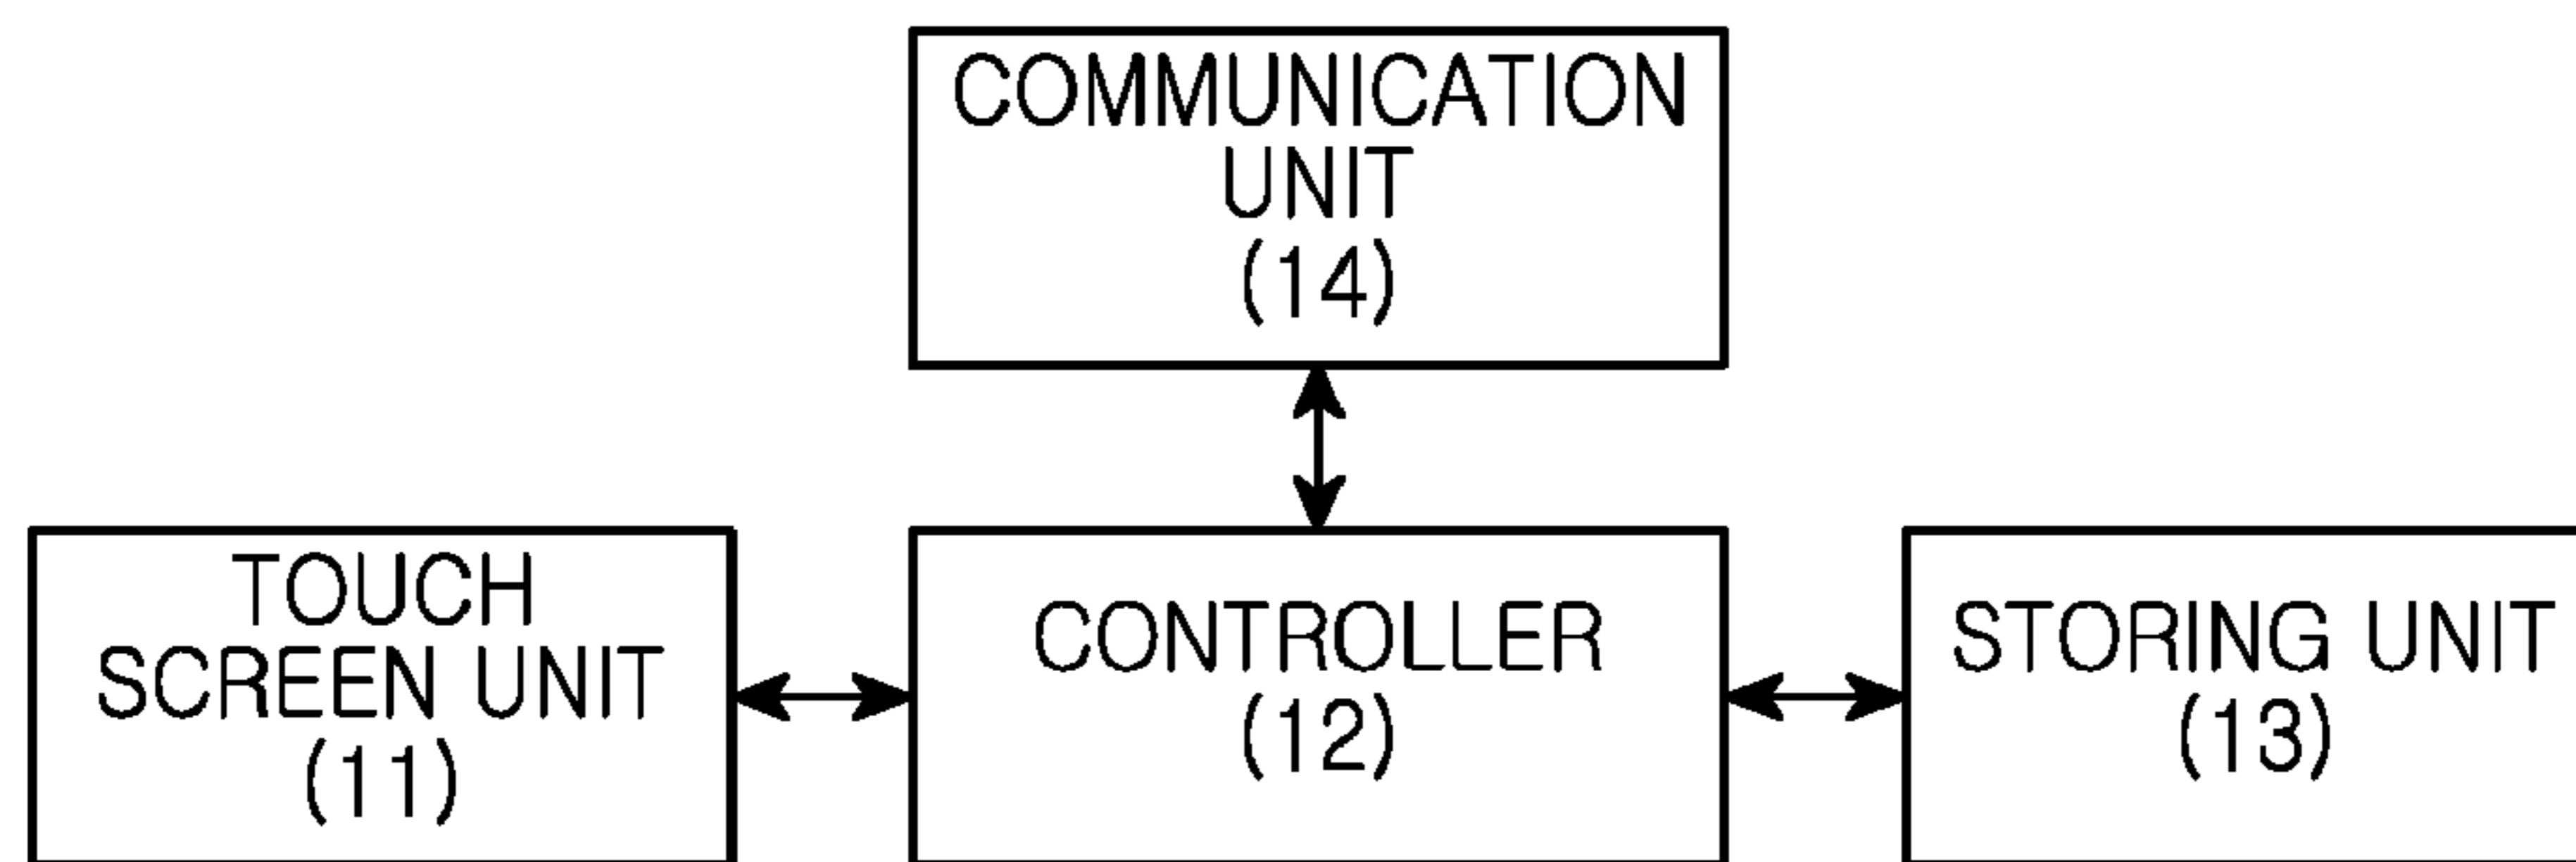 COMMUNICATION
UNIT
(14)
TOUCH
SCREEN UNIT
(11)
CONTROLLER
(12)
STORING UNIT
(13)